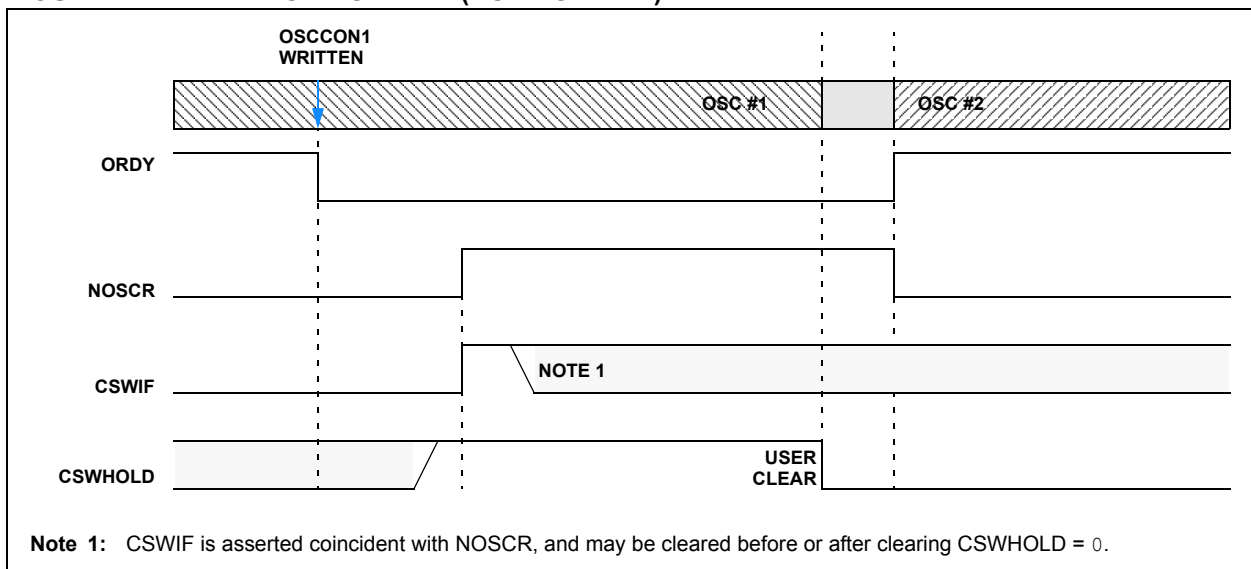 OSCCON1
WRITTEN
OSC #1
OSC #2
ORDY
NOSCR
CSWIF
NOTE 1
CSWHOLD
USER
CLEAR
Note 1: CSWIF is asserted coincident with NOSCR, and may be cleared before or after clearing CSWHOLD = 0.